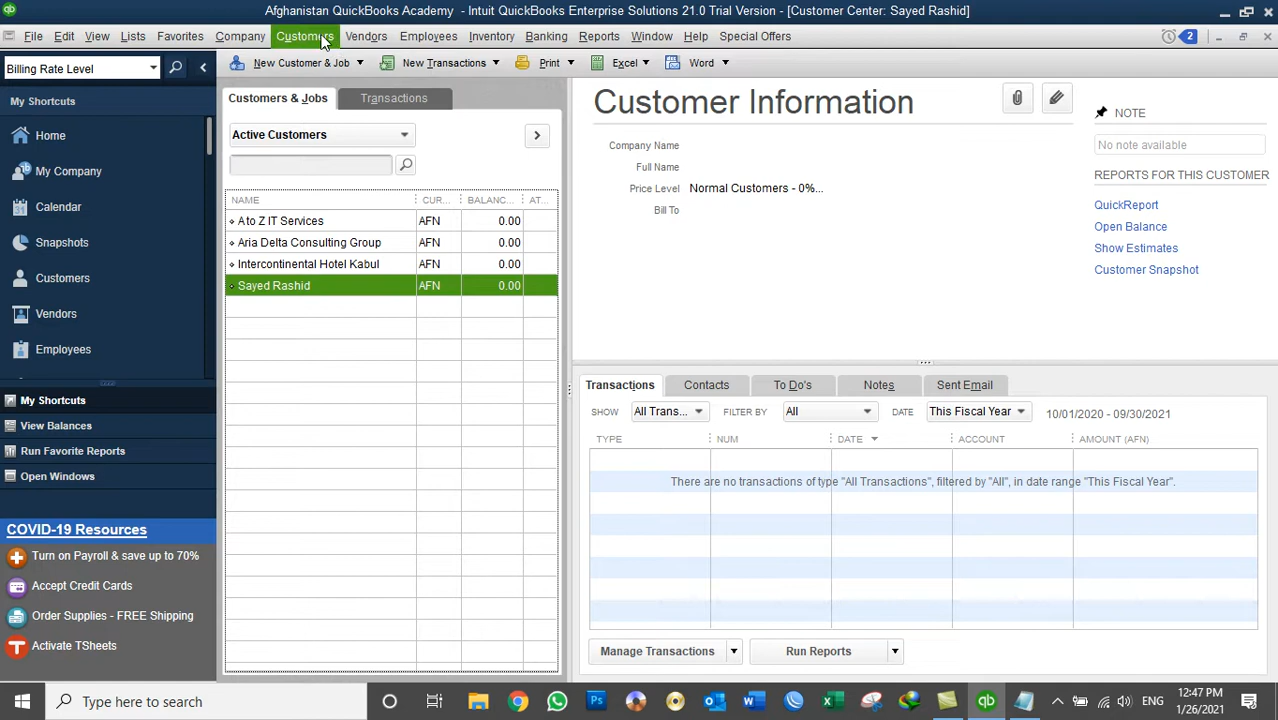 Afghanistan QuickBooks Academy - Intuit QuickBooks Enterprise Solutions 21.0 Trial Version - [Customer Center: Sayed Rashid]
File Edit View Lists Favorites Company Customers Vendors Employees Inventory Banking Reports Window Help Special Offers 2
Billing Rate Level
New Customer & Job New Transactions Print Excel Word
My Shortcuts
Home
My Company
Calendar
Snapshots
Customers
Vendors
Employees
My Shortcuts
View Balances
Run Favorite Reports
Open Windows
COVID-19 Resources
Turn on Payroll & save up to 70%
Accept Credit Cards
Order Supplies - FREE Shipping
Activate TSheets
Customers & Jobs Transactions
Active Customers
NAME CUR... BALANC... AT...
A to Z IT Services AFN 0.00
Aria Delta Consulting Group AFN 0.00
Intercontinental Hotel Kabul AFN 0.00
Sayed Rashid AFN 0.00
Customer Information
Company Name
Full Name
Price Level Normal Customers - 0%...
Bill To
NOTE
No note available
REPORTS FOR THIS CUSTOMER
QuickReport
Open Balance
Show Estimates
Customer Snapshot
Transactions Contacts To Do's Notes Sent Email
SHOW All Trans... FILTER BY All DATE This Fiscal Year 10/01/2020 - 09/30/2021
TYPE NUM DATE ACCOUNT AMOUNT (AFN)
There are no transactions of type "All Transactions", filtered by "All", in date range "This Fiscal Year".
Manage Transactions Run Reports
Type here to search
ENG
12:47 PM
1/26/2021